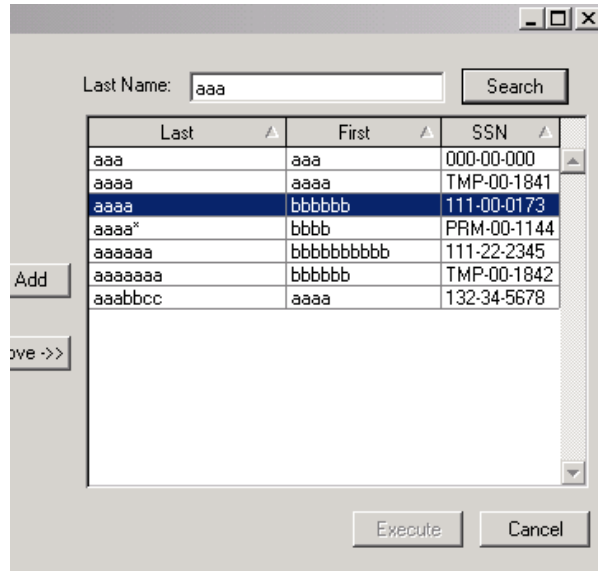 Last Name: aaa Search
Last First SSN
aaa aaa 000-00-000
aaaa aaaa TMP-00-1841
aaaa bbbbbb 111-00-0173
aaaa* bbbb PRM-00-1144
aaaaaa bbbbbbbbbb 111-22-2345
aaaaaaa bbbbbb TMP-00-1842
aaabbcc aaaa 132-34-5678
Add
ove ->>
Execute Cancel